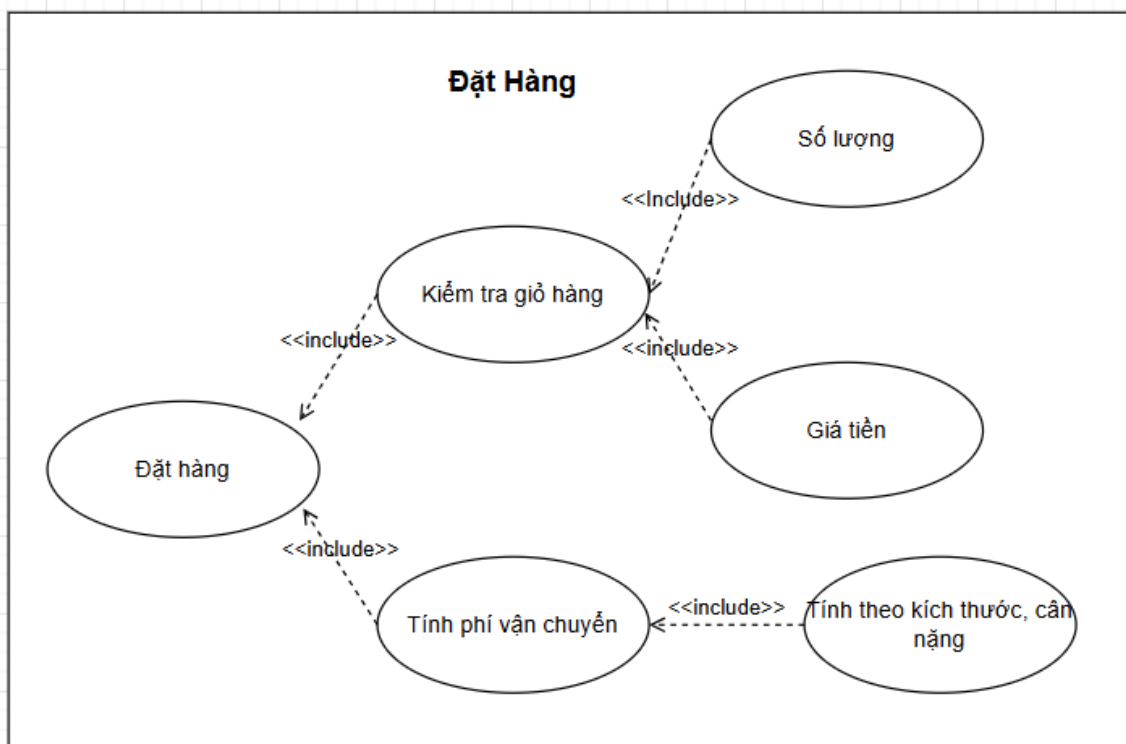 Đặt Hàng
Số lượng
<<Include>>
Kiểm tra giỏ hàng
<<include>>
<<include>>
Giá tiền
Đặt hàng
<<include>>
<<include>>
Tính phí vận chuyển
Tính theo kích thước, cân
nặng